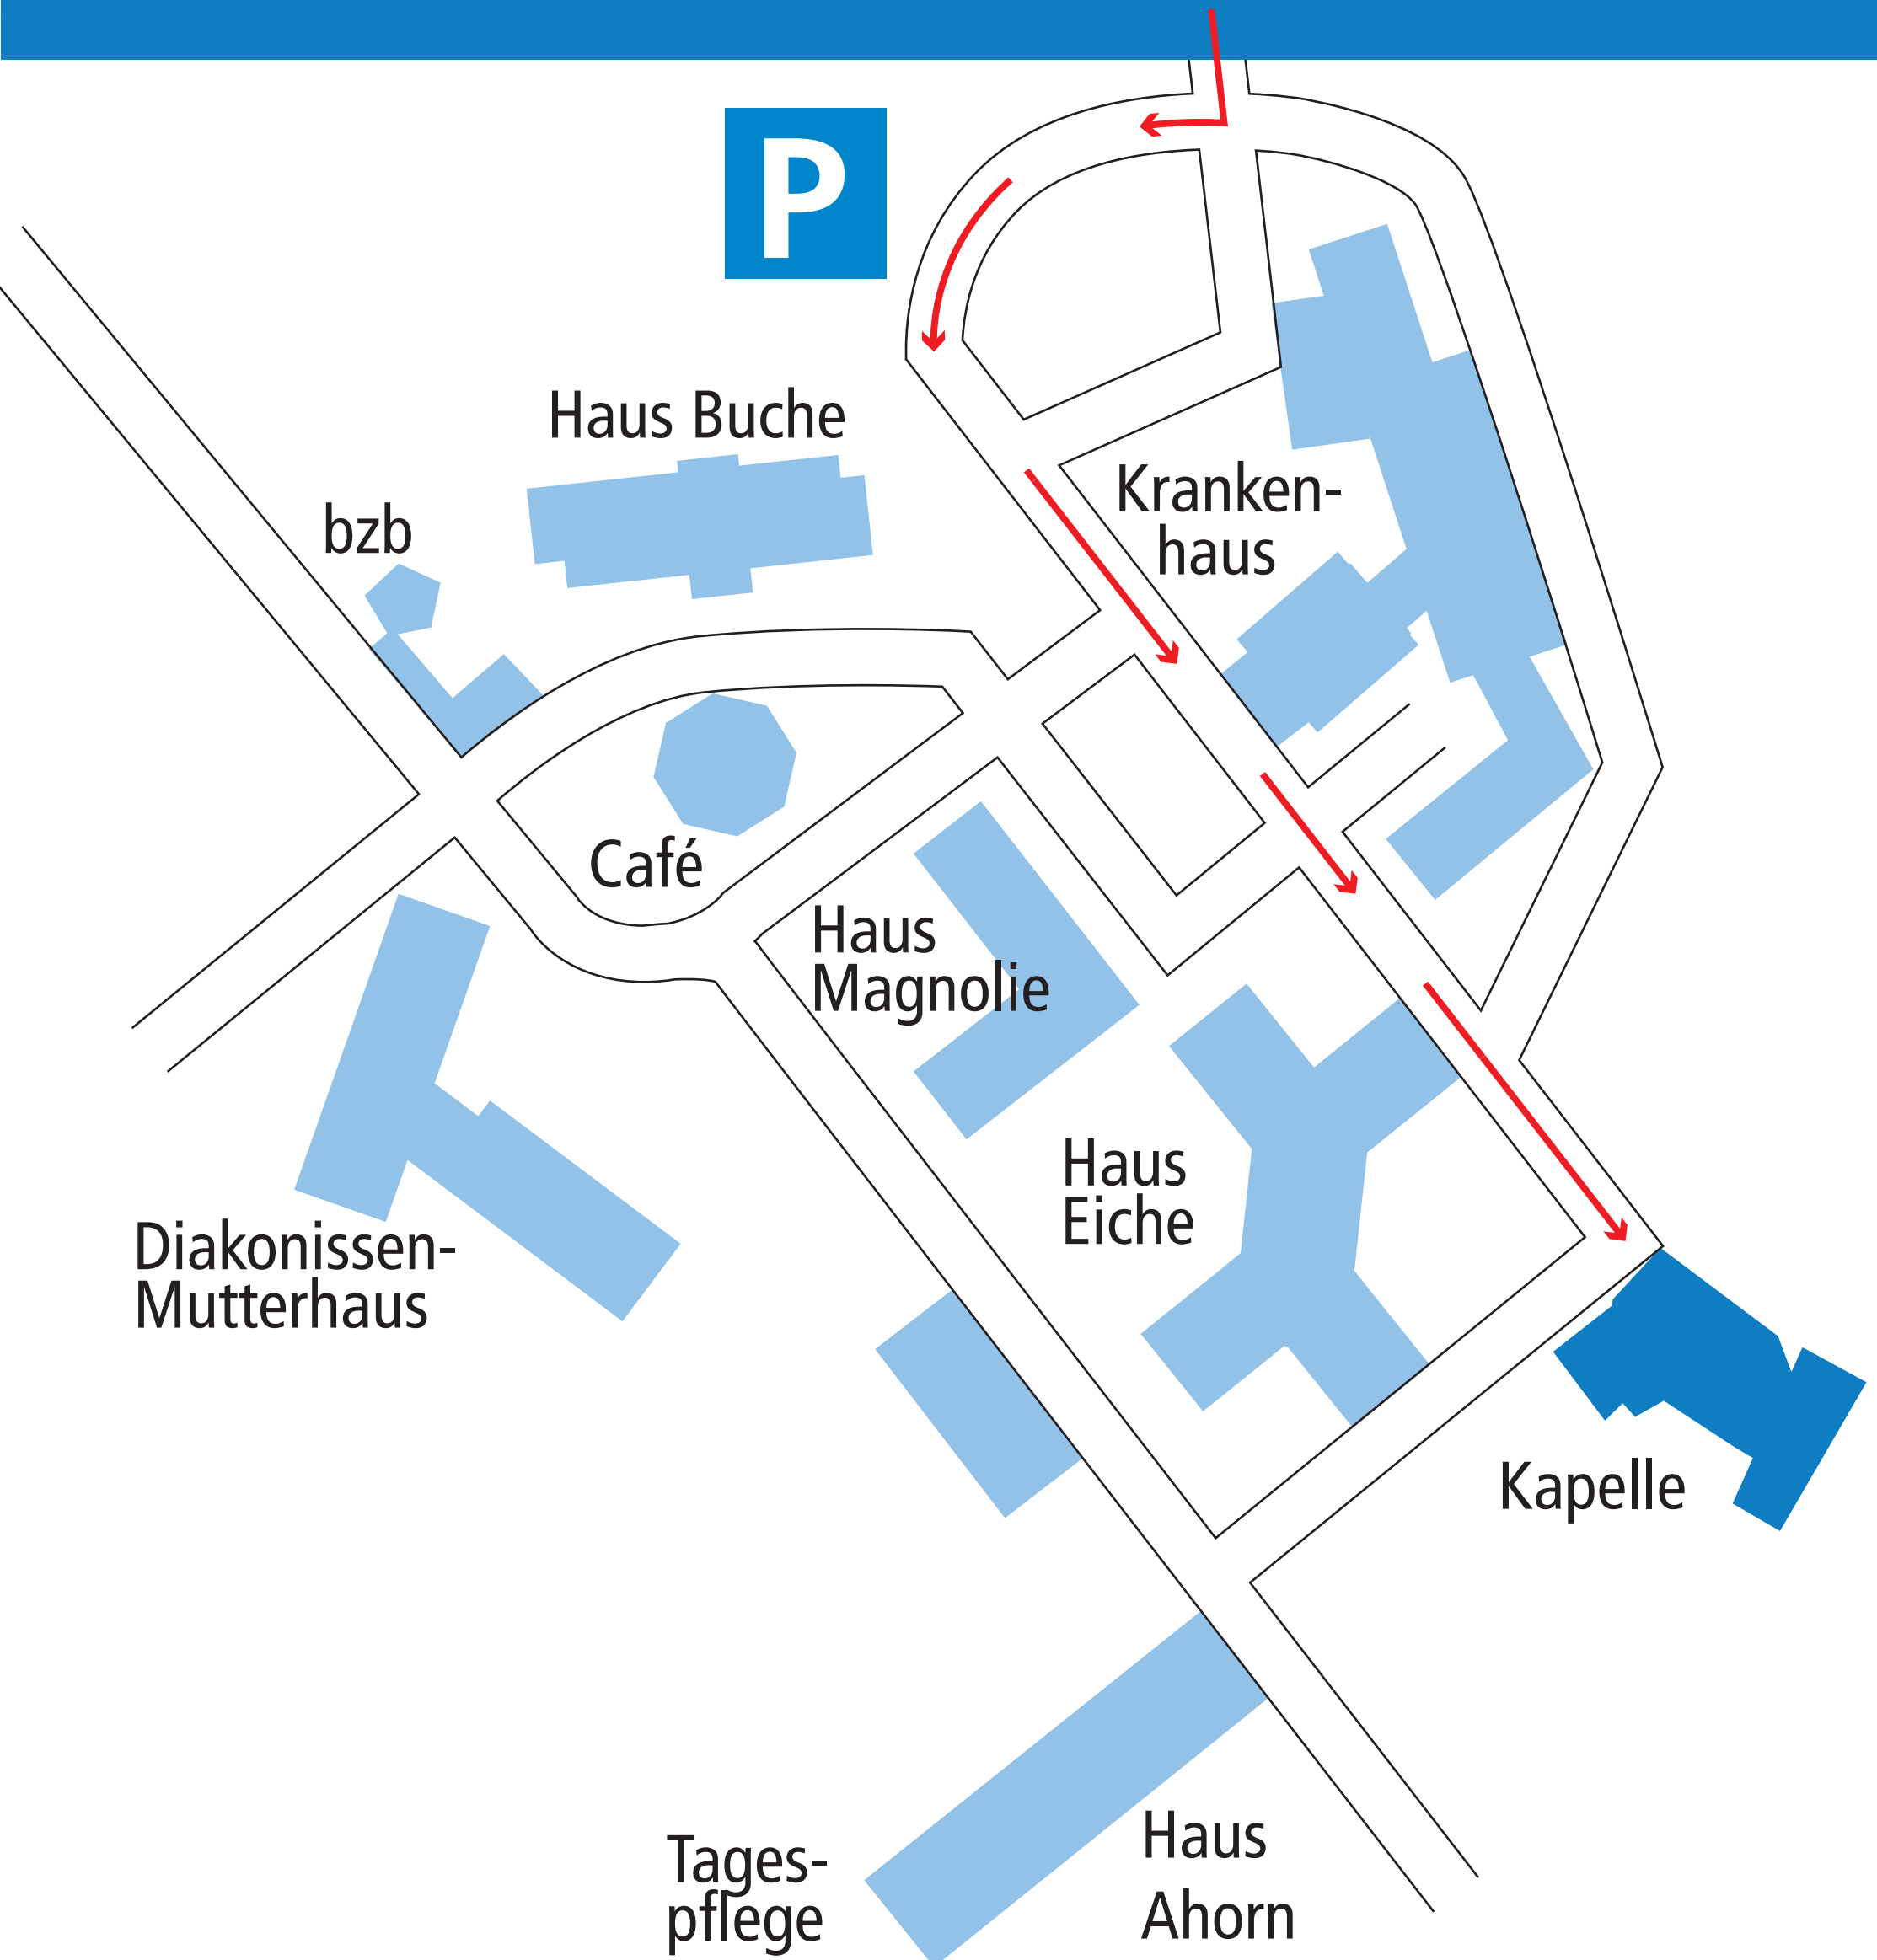 P
Haus Buche
Kranken-
haus
bzb
Café
Haus
Magnolie
Haus
Eiche
Diakonissen-
Mutterhaus
Kapelle
Haus
Ahorn
Tages-
pflege